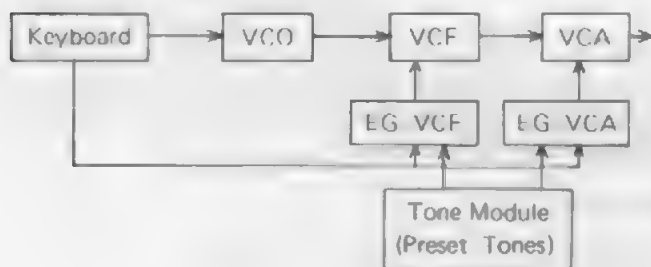 Keyboard
VCO
VCF
VCA
EG VCF
EG VCA
Tone Module
(Preset Tones)